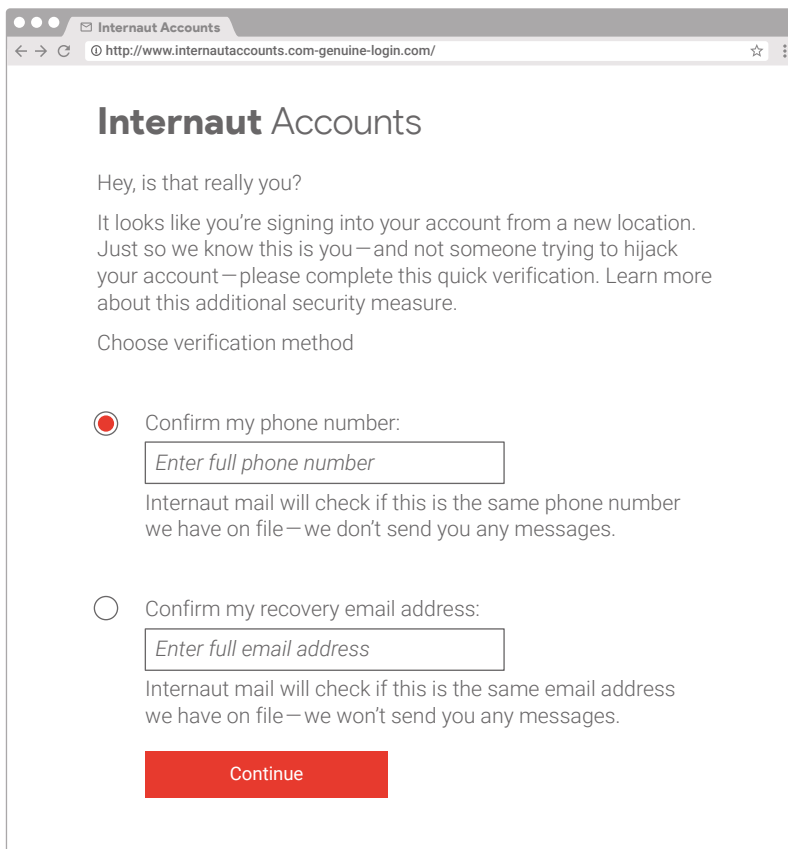 Internaut Accounts
http://www.internautaccounts.com-genuine-login.com/
Internaut Accounts
Hey, is that really you?
It looks like you’re signing into your account from a new location.
Just so we know this is you—and not someone trying to hijack
your account—please complete this quick verification. Learn more
about this additional security measure.
Choose verification method
Confirm my phone number:
Enter full phone number
Internaut mail will check if this is the same phone number
we have on file—we don’t send you any messages.
Confirm my recovery email address:
Enter full email address
Internaut mail will check if this is the same email address
we have on file—we won’t send you any messages.
Continue